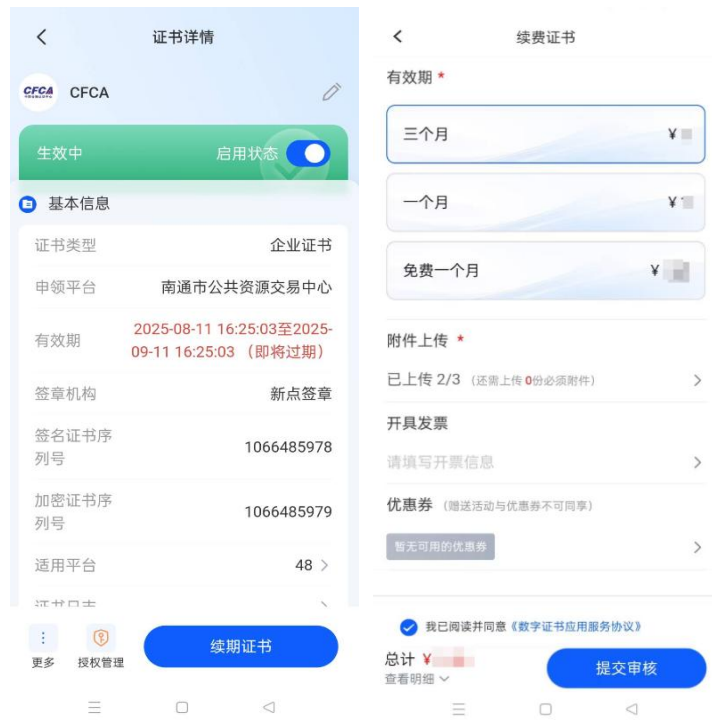 证书详情
CFCA
CFCA
生效中
启用状态
基本信息
证书类型 企业证书
申领平台 南通市公共资源交易中心
有效期 2025-08-11 16:25:03至2025-
09-11 16:25:03 （即将过期）
签章机构 新点签章
签名证书序
列号
1066485978
加密证书序
列号
1066485979
适用平台 48
证书日志
更多
授权管理
续期证书
续费证书
有效期 *
三个月 ¥
一个月 ¥
免费一个月 ¥
附件上传 *
已上传 2/3 （还需上传 0份必须附件）
开具发票
请填写开票信息
优惠券 （赠送活动与优惠券不可同享）
暂无可用的优惠券
我已阅读并同意《数字证书应用服务协议》
总计 ¥
查看明细
提交审核